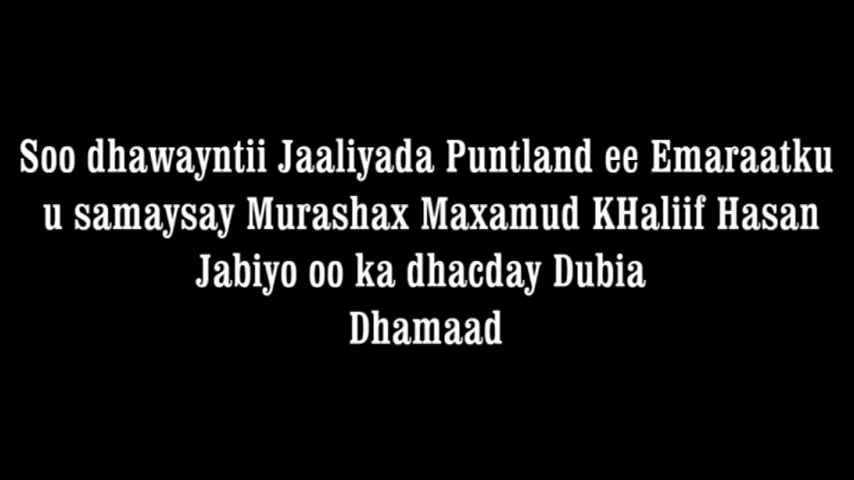 Soo dhawayntii Jaaliyada Puntland ee Emaraatku
u samaysay Murashax Maxamud KHaliif Hasan
Jabiyo oo ka dhacday Dubia
Dhamaad